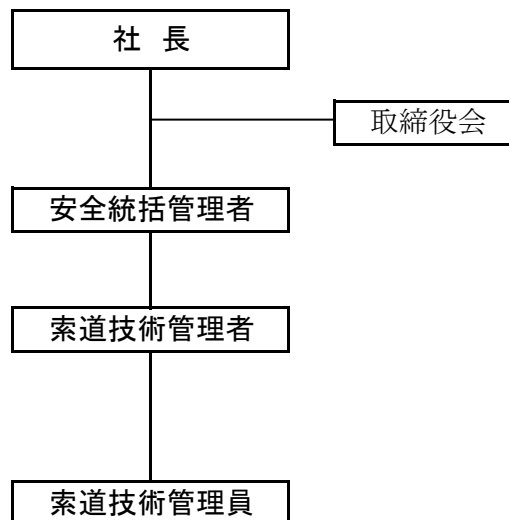 社 長
取締役会
安全統括管理者
索道技術管理者
索道技術管理員